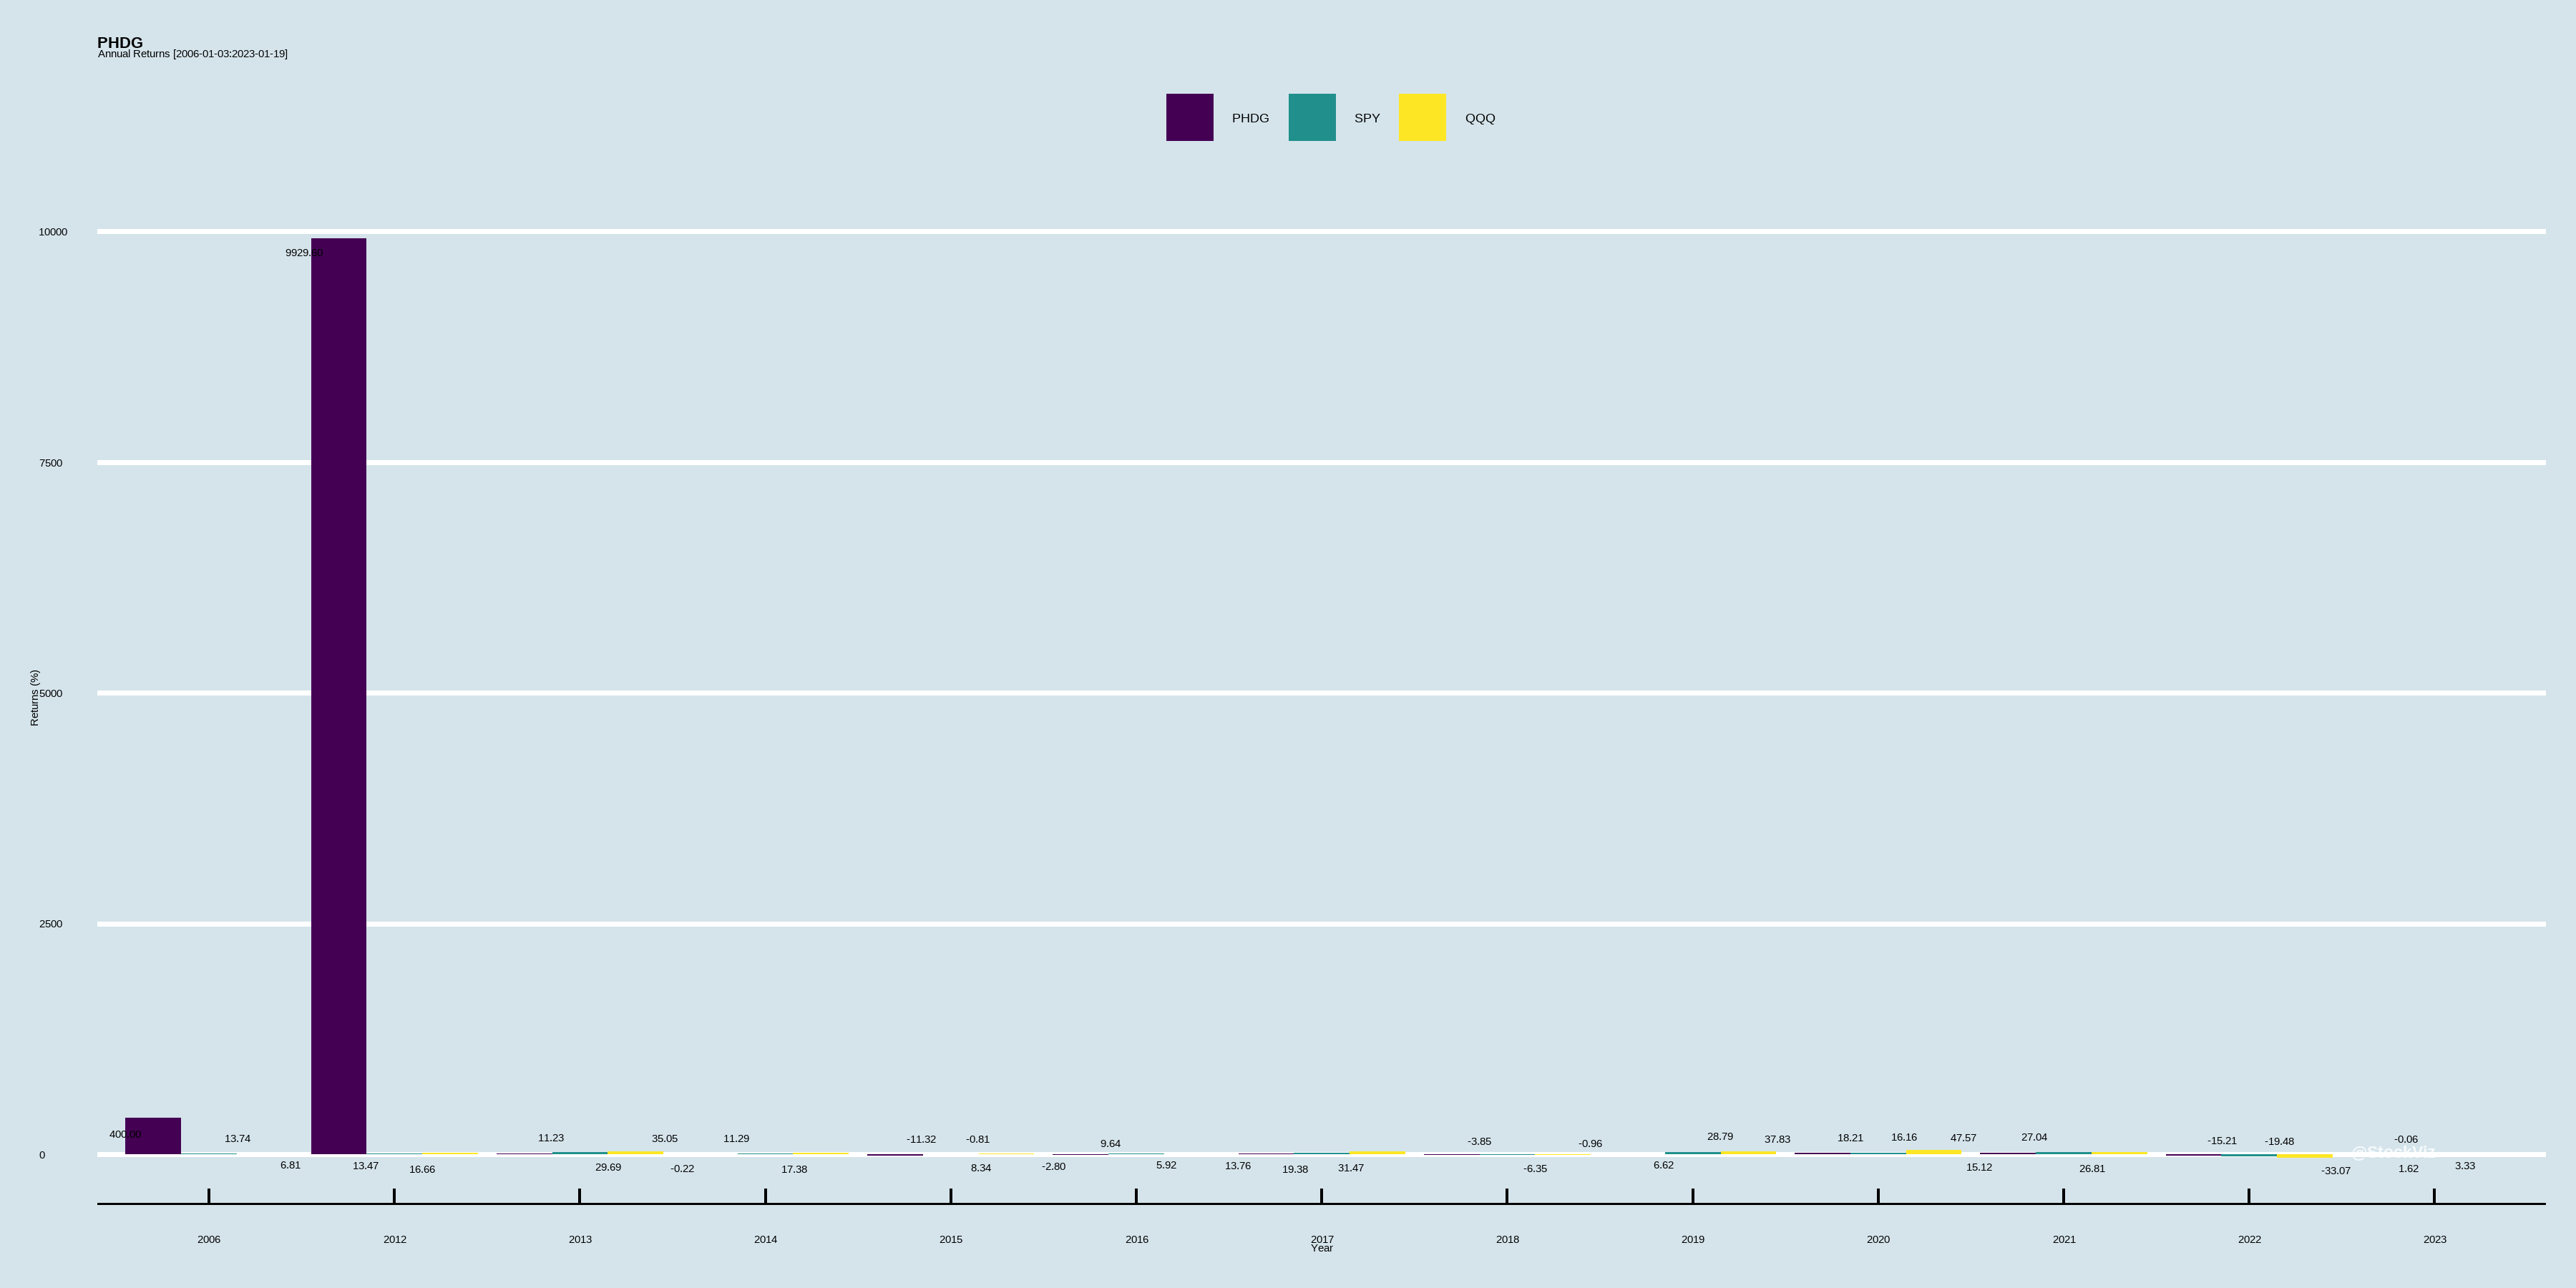 PHDG
Annual Returns [2006-01-03:2023-01-19]
PHDG SPY QQQ
10000
9929.60
7500
Returns (%)
5000
2500
400.00 13.74 11.23 35.05 11.29 -11.32 -0.81 9.64 -3.85 -0.96 28.79 37.83 18.21 16.16 47.57 27.04 -15.21 -19.48 -0.06
0
@StockViz
6.81 13.47 16.66 29.69 -0.22 17.38 8.34 -2.80 5.92 13.76 19.38 31.47 -6.35 6.62 15.12 26.81 -33.07 1.62 3.33
2006 2012 2013 2014 2015 2016 2017 2018 2019 2020 2021 2022 2023
Year